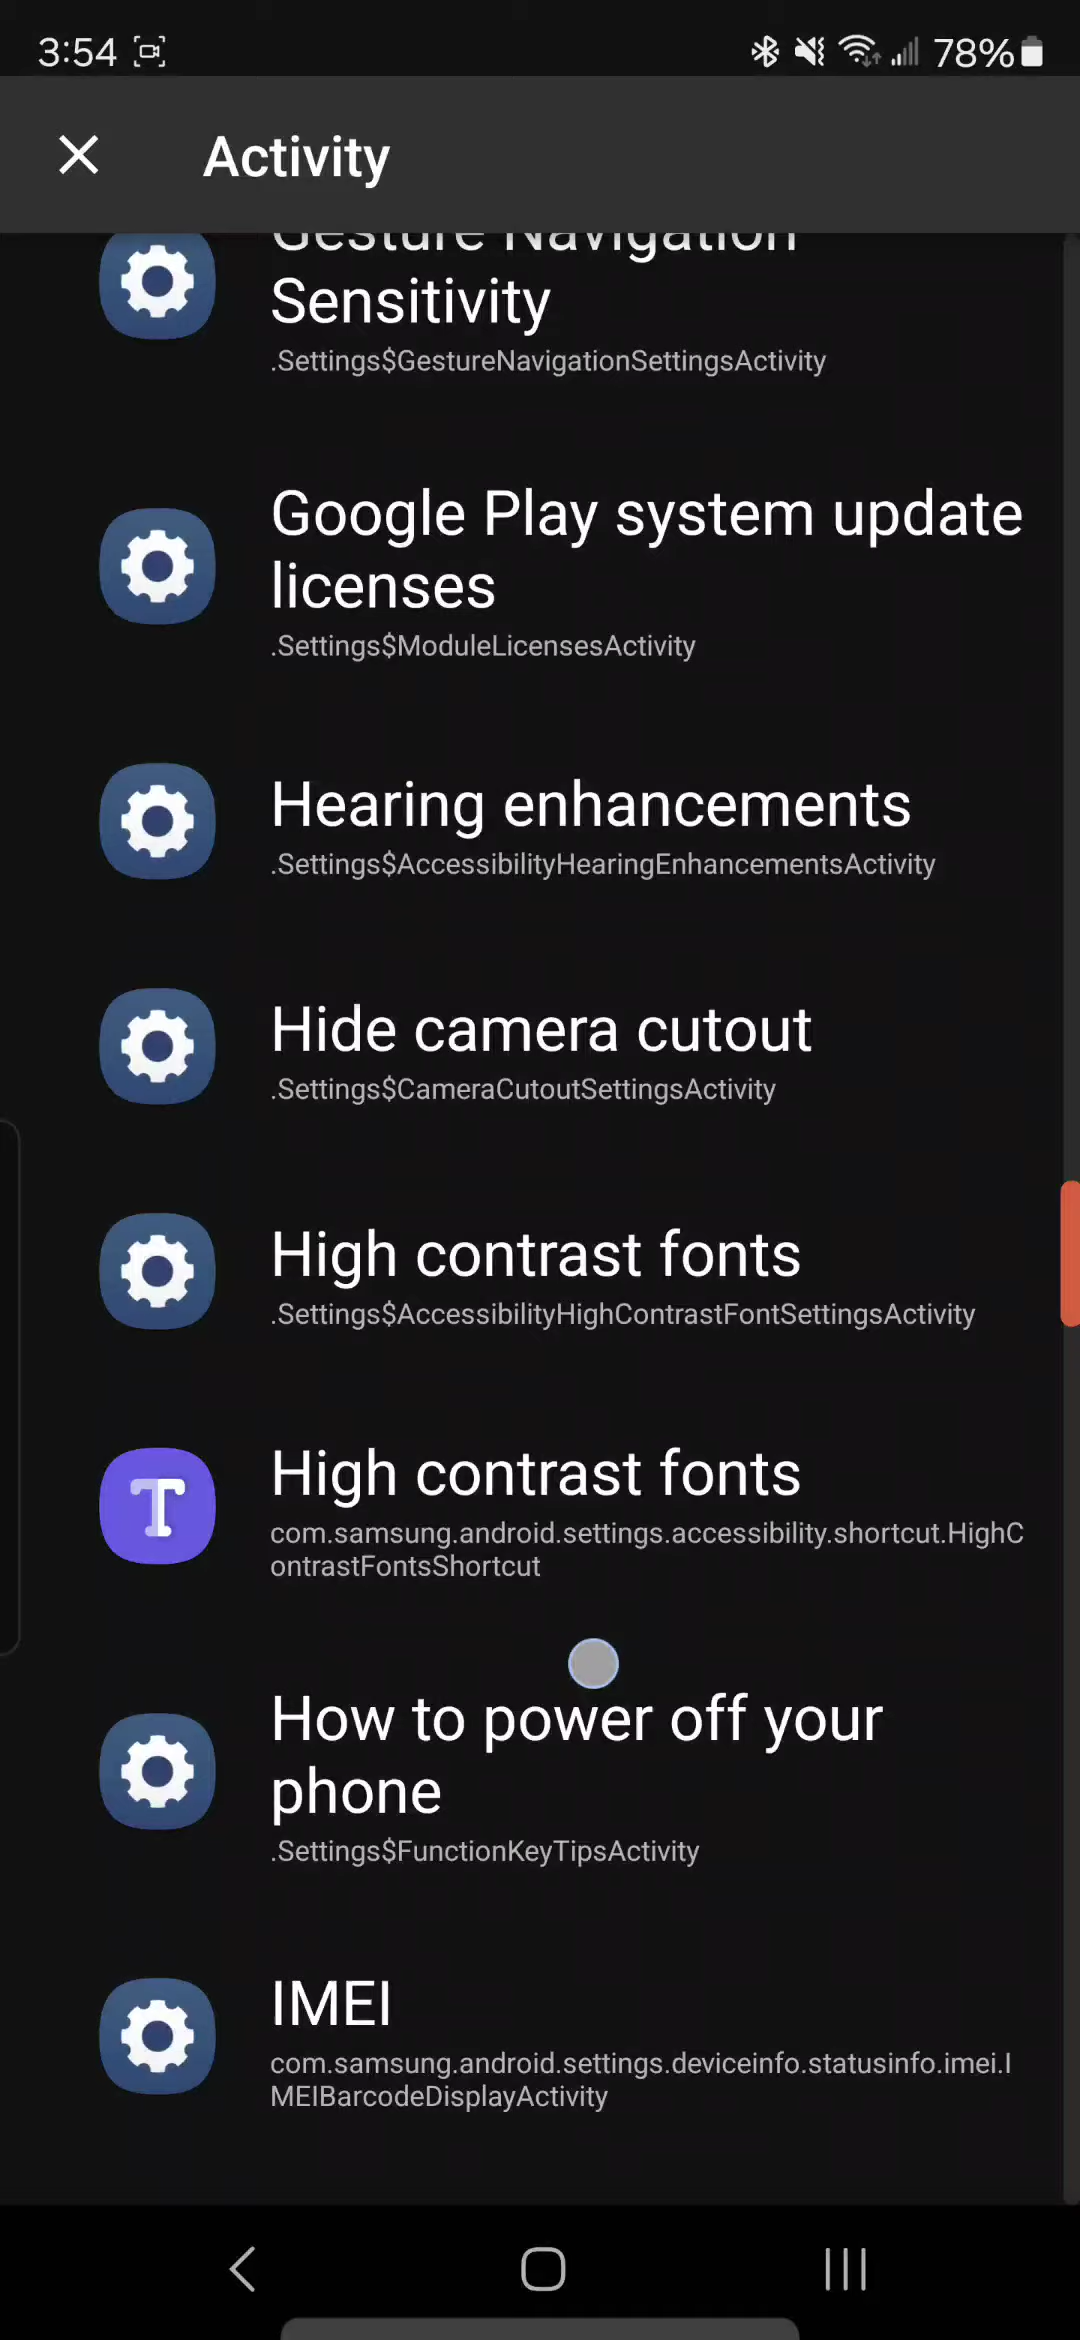 3:54
78%
Activity
Gesture Navigation
Sensitivity
.Settings$GestureNavigationSettingsActivity
Google Play system update
licenses
.Settings$ModuleLicensesActivity
Hearing enhancements
.Settings$AccessibilityHearingEnhancementsActivity
Hide camera cutout
.Settings$CameraCutoutSettingsActivity
High contrast fonts
.Settings$AccessibilityHighContrastFontSettingsActivity
T
High contrast fonts
com.samsung.android.settings.accessibility.shortcut.HighC
ontrastFontsShortcut
How to power off your
phone
.Settings$FunctionKeyTipsActivity
IMEI
com.samsung.android.settings.deviceinfo.statusinfo.imei.I
MEIBarcodeDisplayActivity